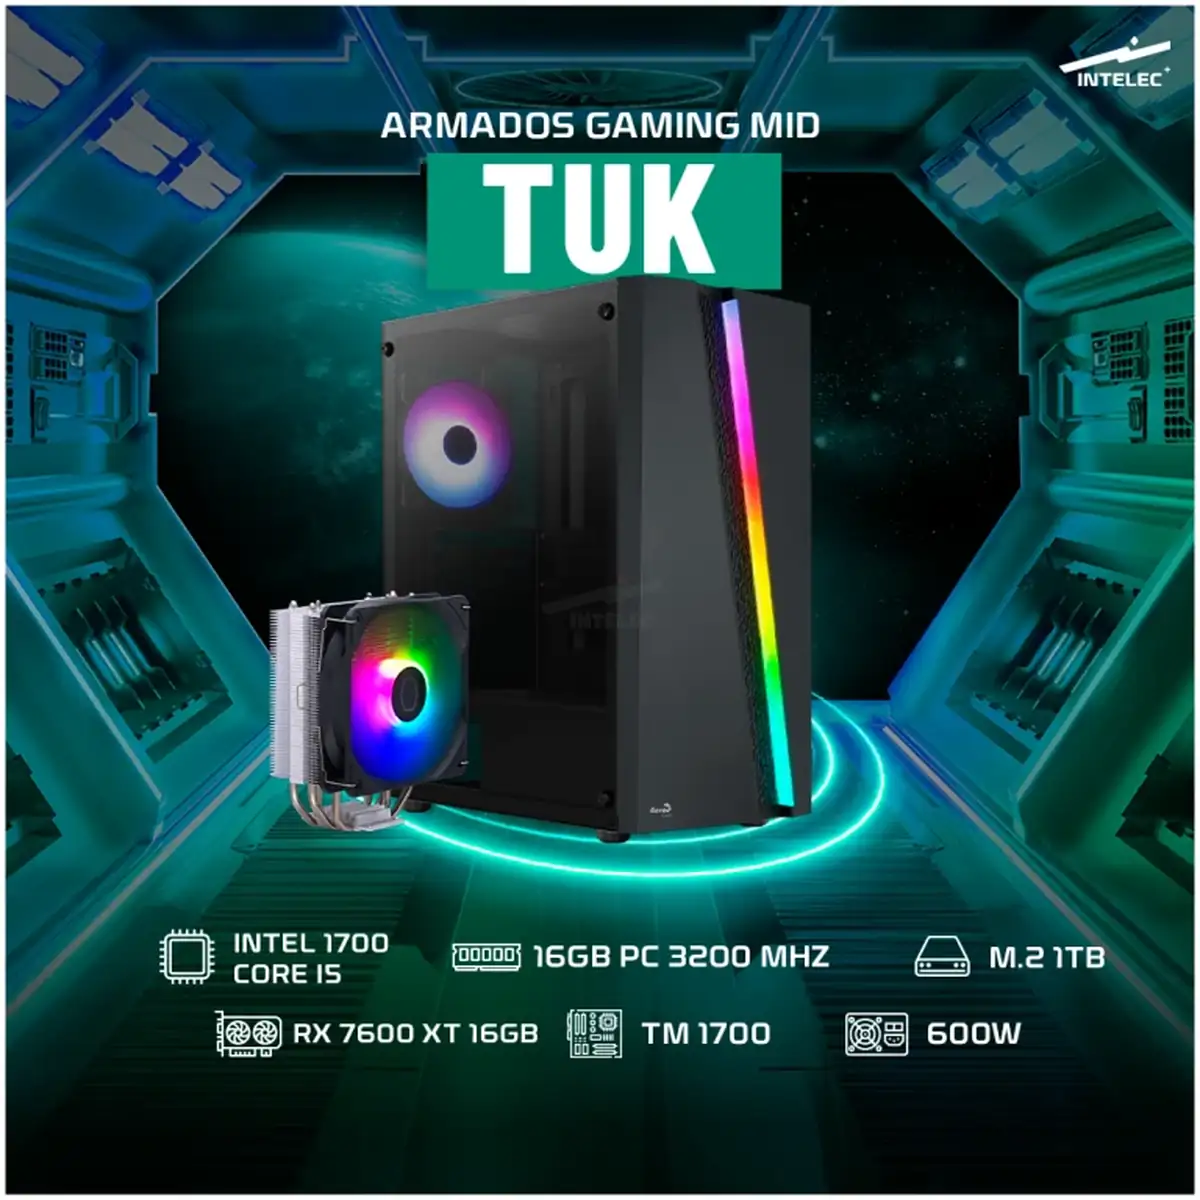 INTELEC+
ARMADOS GAMING MID
TUK
INTELEC
INTEL 1700
CORE I5
16GB PC 3200 MHZ
M.2 1TB
RX 7600 XT 16GB
TM 1700
600W